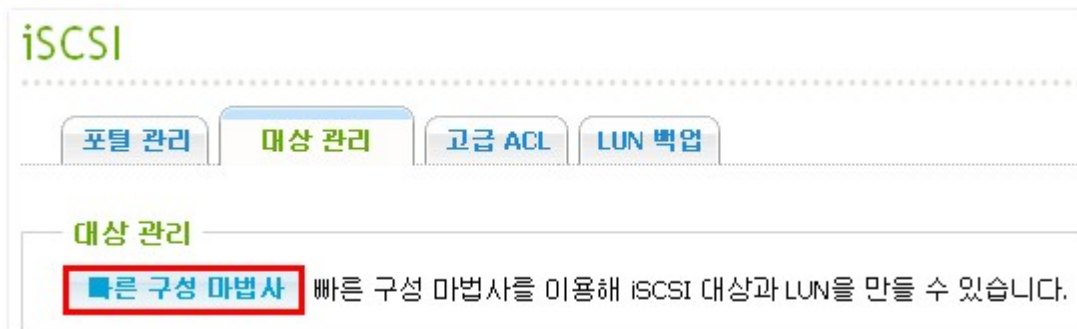 iSCSI
포털 관리 대상 관리 고급 ACL LUN 백업
대상 관리
빠른 구성 마법사 빠른 구성 마법사를 이용해 iSCSI 대상과 LUN을 만들 수 있습니다.